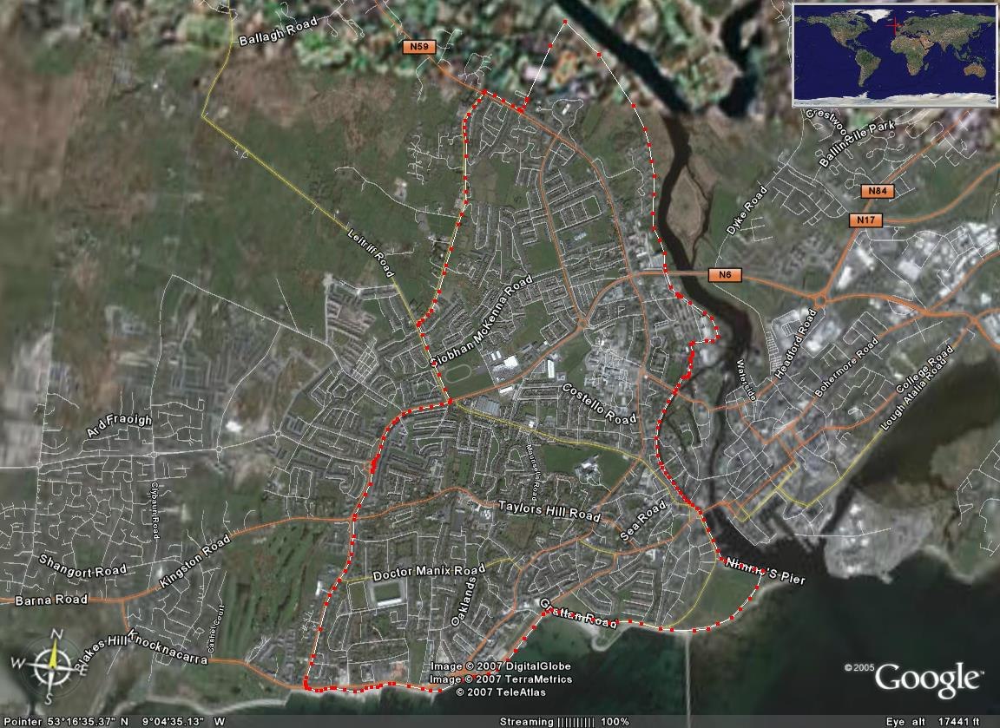 Ballagh Road
N59
Crestwood
Ballinfoile Park
N84
Dyke Road
N17
Leitriff Road
N6
Siobhan McKenna Road
Headford Road
Waterside
Bohermore Road
College Road
Lough Atalia Road
Costello Road
Ard Fraoigh
Clybaun Road
Taylors Hill Road
Sea Road
Kingston Road
Shangort Road
Doctor Manix Road
Nimmo'S Pier
Barna Road
Oaklands
Grattan Road
Cashel Court
Blakes Hill
Knocknacarra
N
W
E
S
Image © 2007 DigitalGlobe
Image © 2007 TerraMetrics
© 2007 TeleAtlas
©2005 Google™
Pointer 53°16'35.37" N 9°04'35.13" W Streaming |||||||||| 100% Eye alt 17441 ft